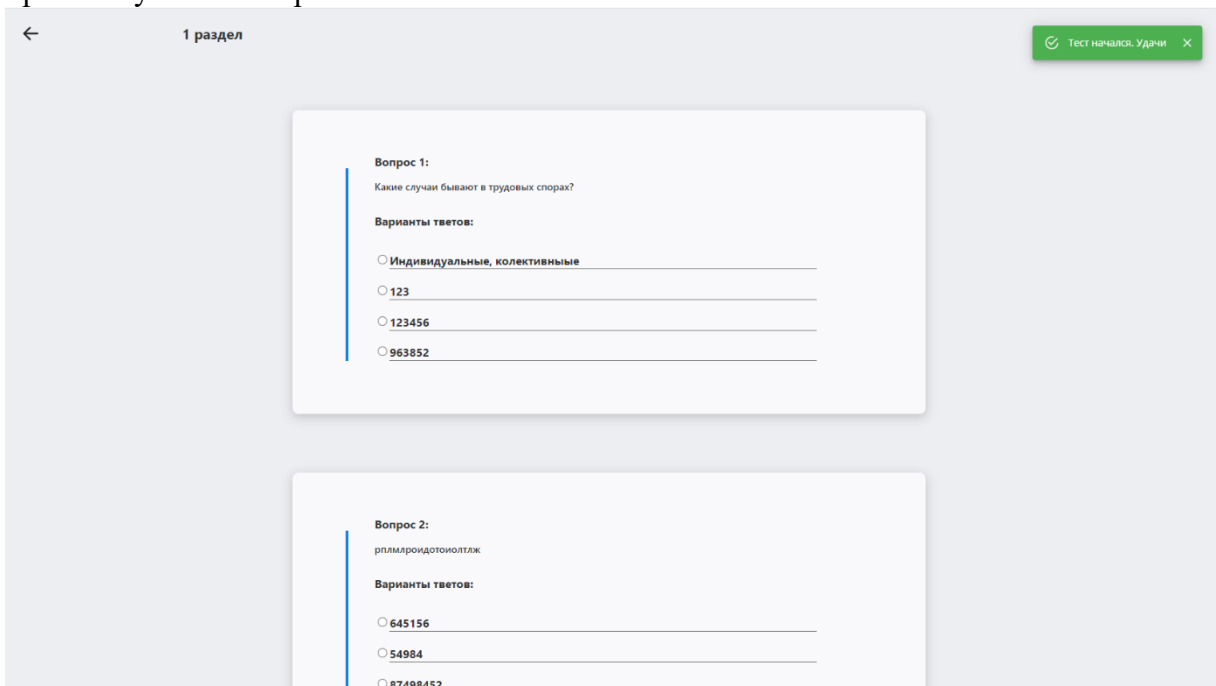 1 раздел
Тест начался. Удачи
Вопрос 1:
Какие случаи бывают в трудовых спорах?
Варианты тветов:
Индивидуальные, колективныые
123
123456
963852
Вопрос 2:
рплмлроидотоиолтлж
Варианты тветов:
645156
54984
87498452